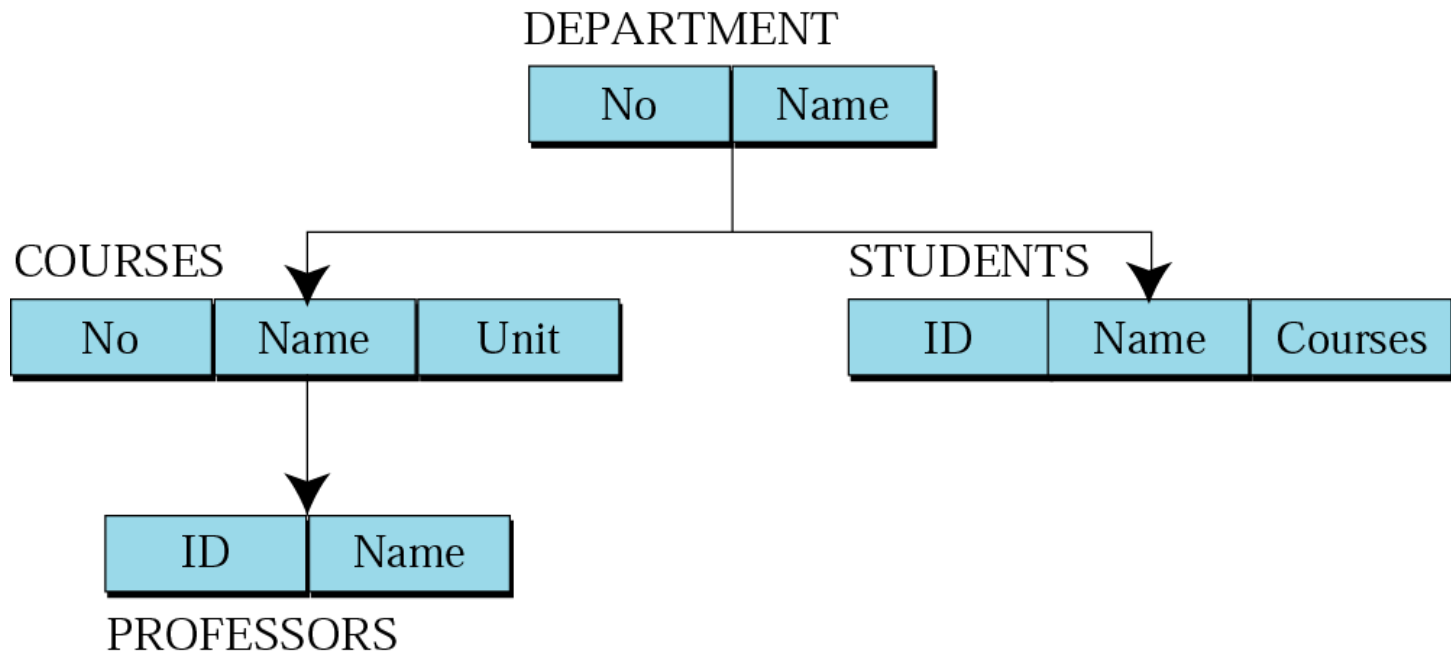 DEPARTMENT
No Name
COURSES
No Name Unit
STUDENTS
ID Name Courses
ID Name
PROFESSORS